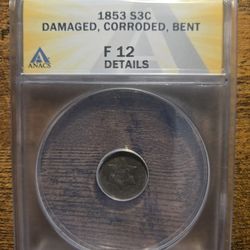 1853 S3C
DAMAGED, CORRODED, BENT
F 12
DETAILS
ANACS